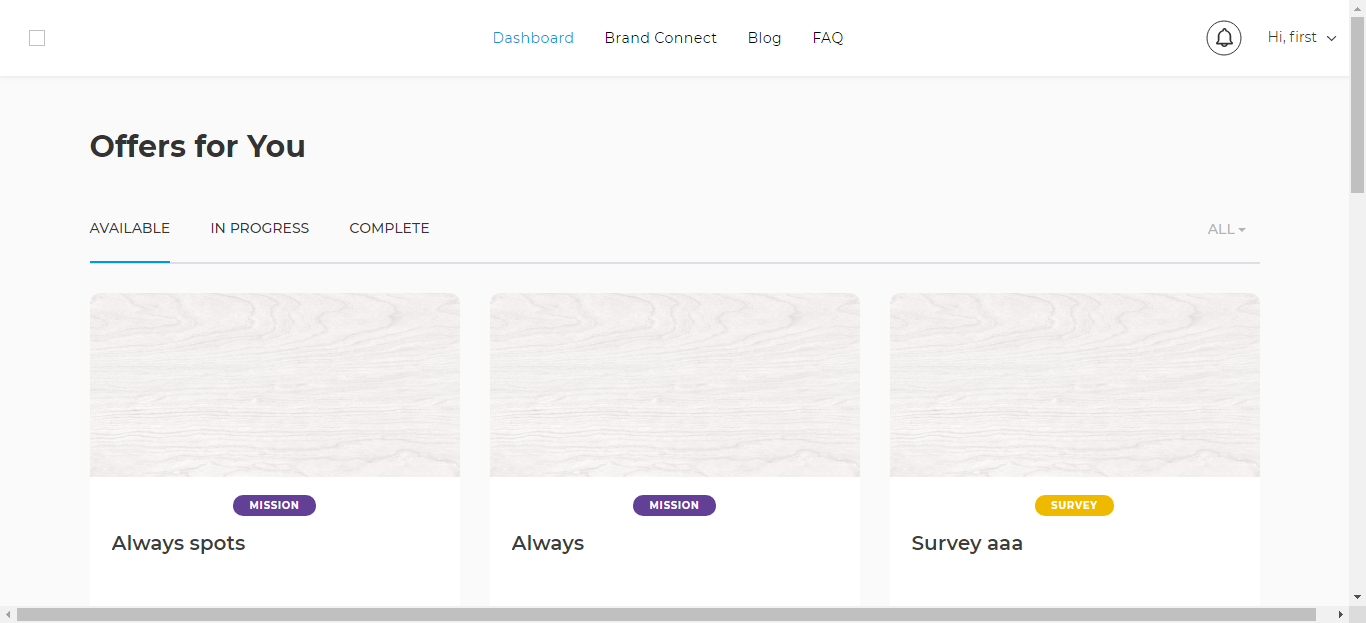 Dashboard Brand Connect Blog FAQ Hi, first
Offers for You
AVAILABLE IN PROGRESS COMPLETE ALL
MISSION MISSION SURVEY
Always spots Always Survey aaa